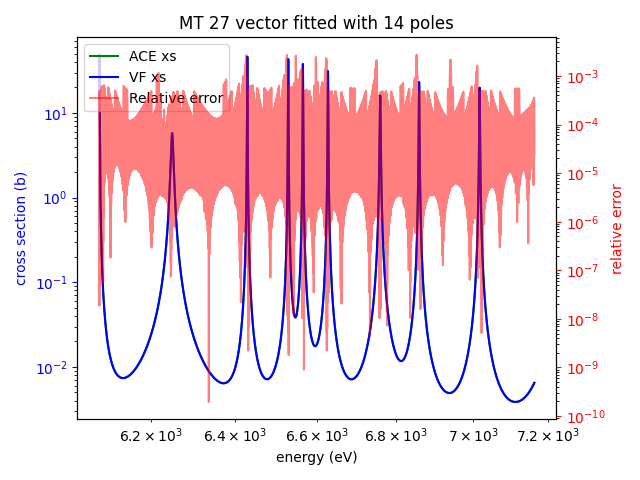 MT 27 vector fitted with 14 poles
ACE xs
VF xs
Relative error
cross section (b)
10¹
10⁰
10⁻¹
10⁻²
relative error
10⁻³
10⁻⁴
10⁻⁵
10⁻⁶
10⁻⁷
10⁻⁸
10⁻⁹
10⁻¹⁰
6.2 × 10³ 6.4 × 10³ 6.6 × 10³ 6.8 × 10³ 7 × 10³ 7.2 × 10³
energy (eV)